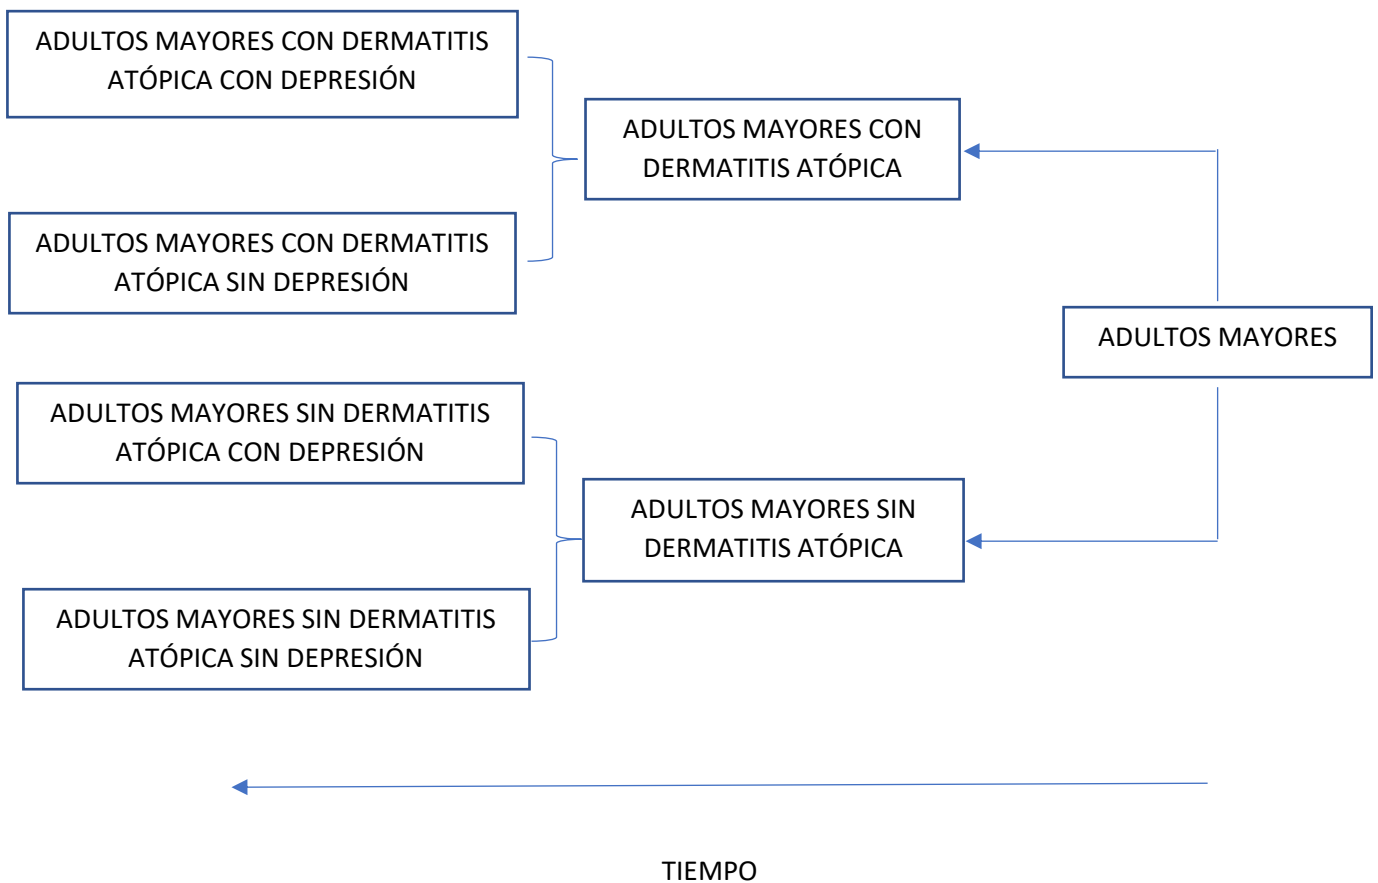 ADULTOS MAYORES CON DERMATITIS
ATÓPICA CON DEPRESIÓN
ADULTOS MAYORES CON
DERMATITIS ATÓPICA
ADULTOS MAYORES CON DERMATITIS
ATÓPICA SIN DEPRESIÓN
ADULTOS MAYORES
ADULTOS MAYORES SIN DERMATITIS
ATÓPICA CON DEPRESIÓN
ADULTOS MAYORES SIN
DERMATITIS ATÓPICA
ADULTOS MAYORES SIN DERMATITIS
ATÓPICA SIN DEPRESIÓN
TIEMPO